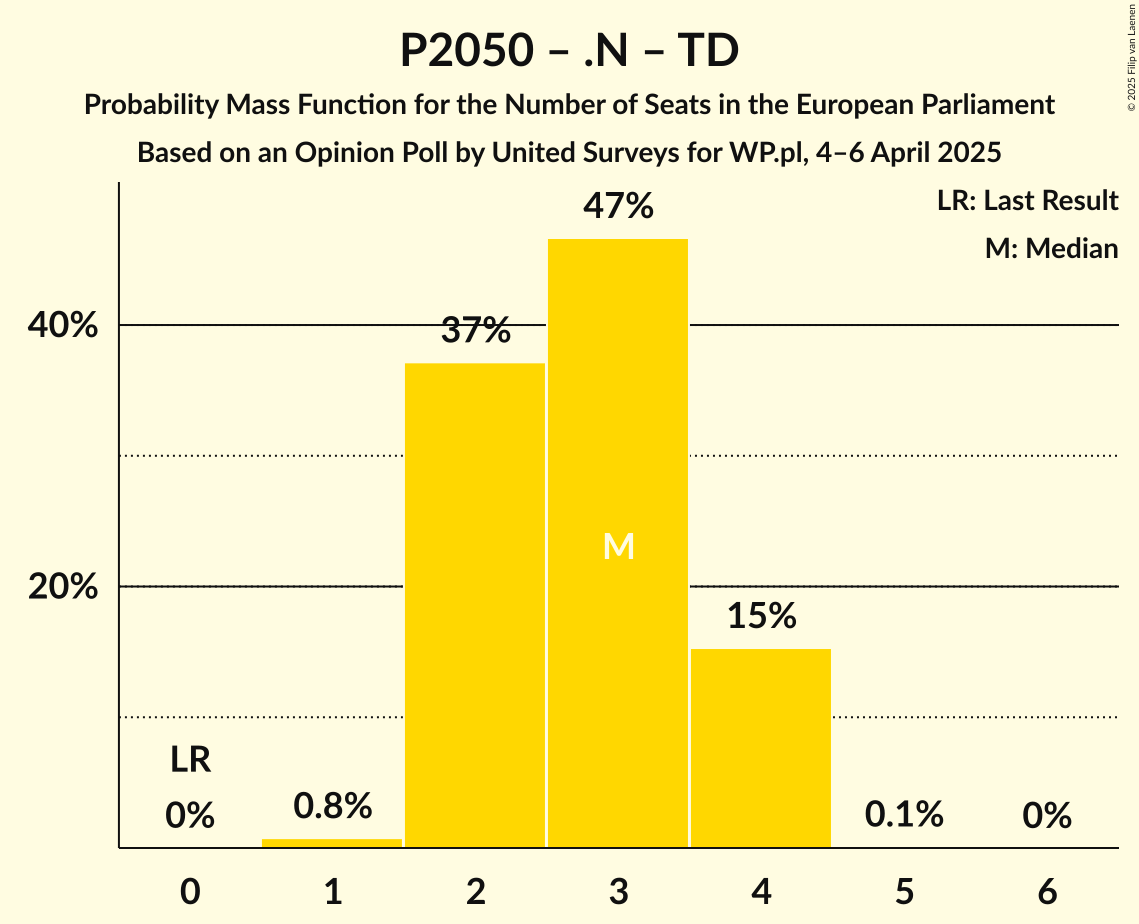 P2050 – .N – TD
Probability Mass Function for the Number of Seats in the European Parliament
Based on an Opinion Poll by United Surveys for WP.pl, 4–6 April 2025
© 2025 Filip van Laenen
LR: Last Result
M: Median
47%
40%
37%
M
20%
15%
LR
0%
0.8%
0.1%
0%
0 1 2 3 4 5 6